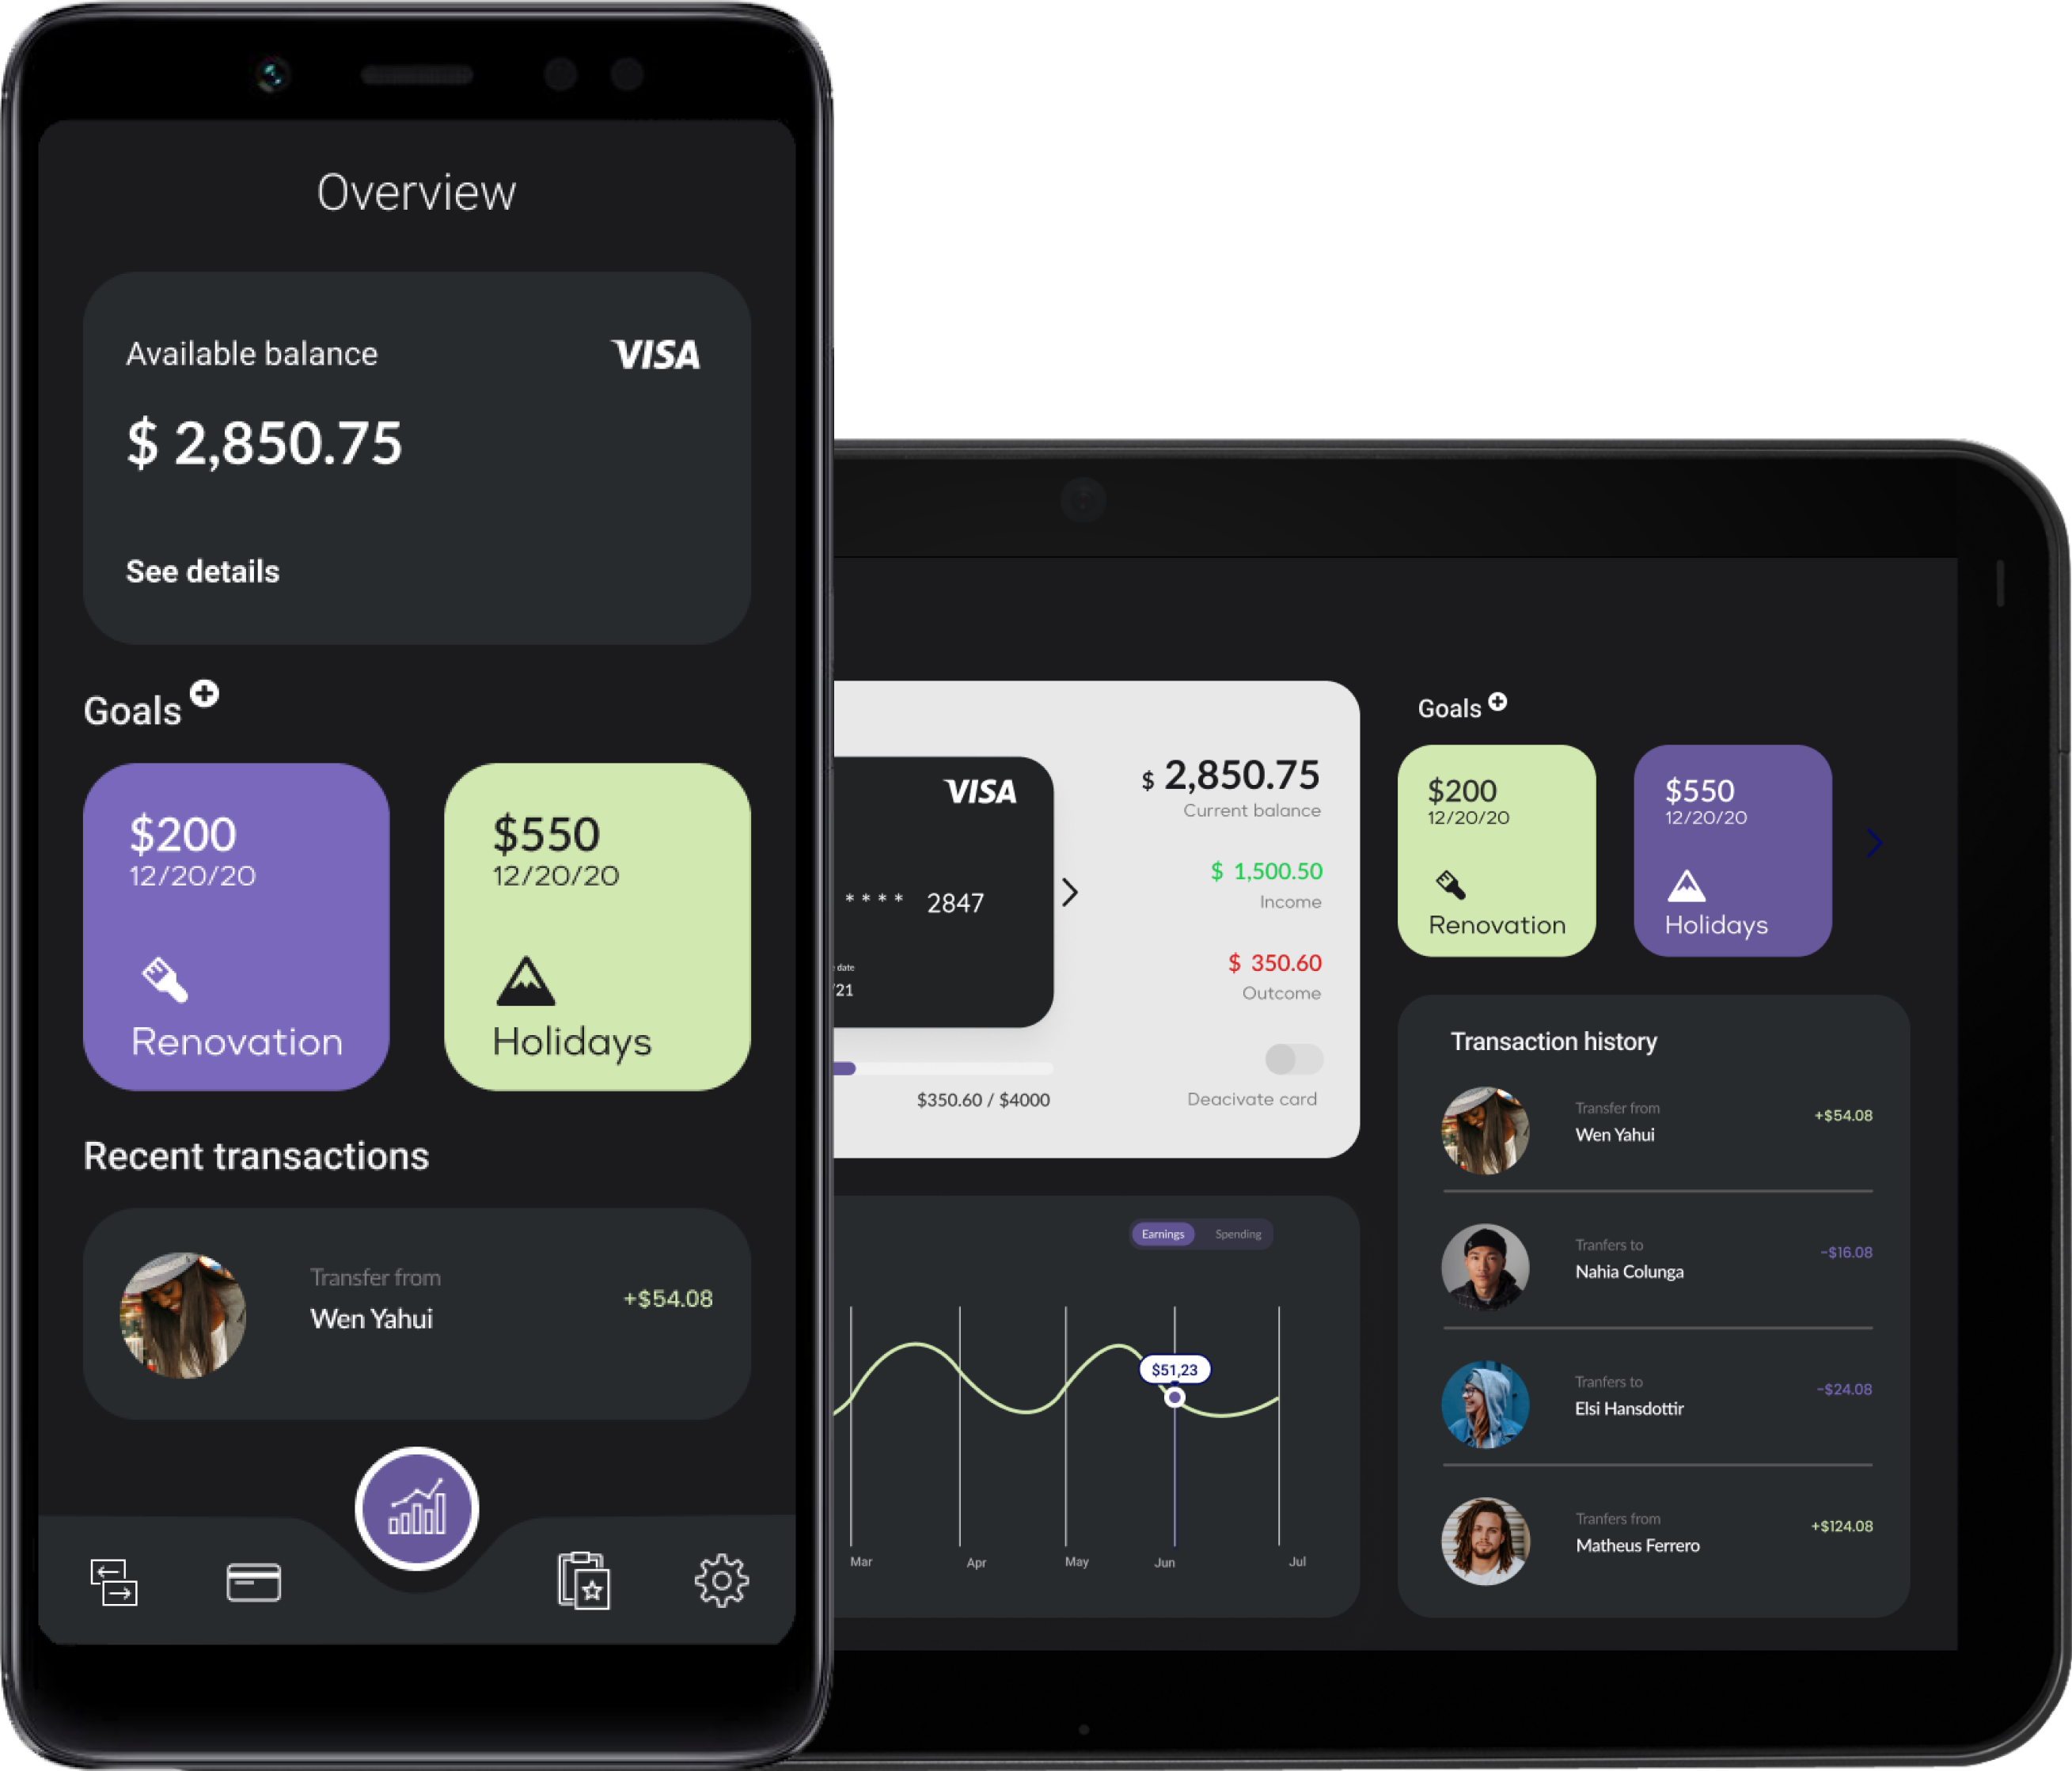 Overview
Available balance
VISA
$ 2,850.75
See details
Goals
$200
12/20/20
Renovation
$550
12/20/20
Holidays
Recent transactions
Transfer from
Wen Yahui
+$54.08
VISA
**** 2847
date
/21
$350.60 / $4000
$ 2,850.75
Current balance
$ 1,500.50
Income
$ 350.60
Outcome
Deacivate card
Earnings
Spending
$51,23
Mar
Apr
May
Jun
Jul
Goals
$200
12/20/20
Renovation
$550
12/20/20
Holidays
Transaction history
Transfer from
Wen Yahui
+$54.08
Tranfers to
Nahia Colunga
-$16.08
Tranfers to
Elsi Hansdottir
-$24.08
Tranfers from
Matheus Ferrero
+$124.08